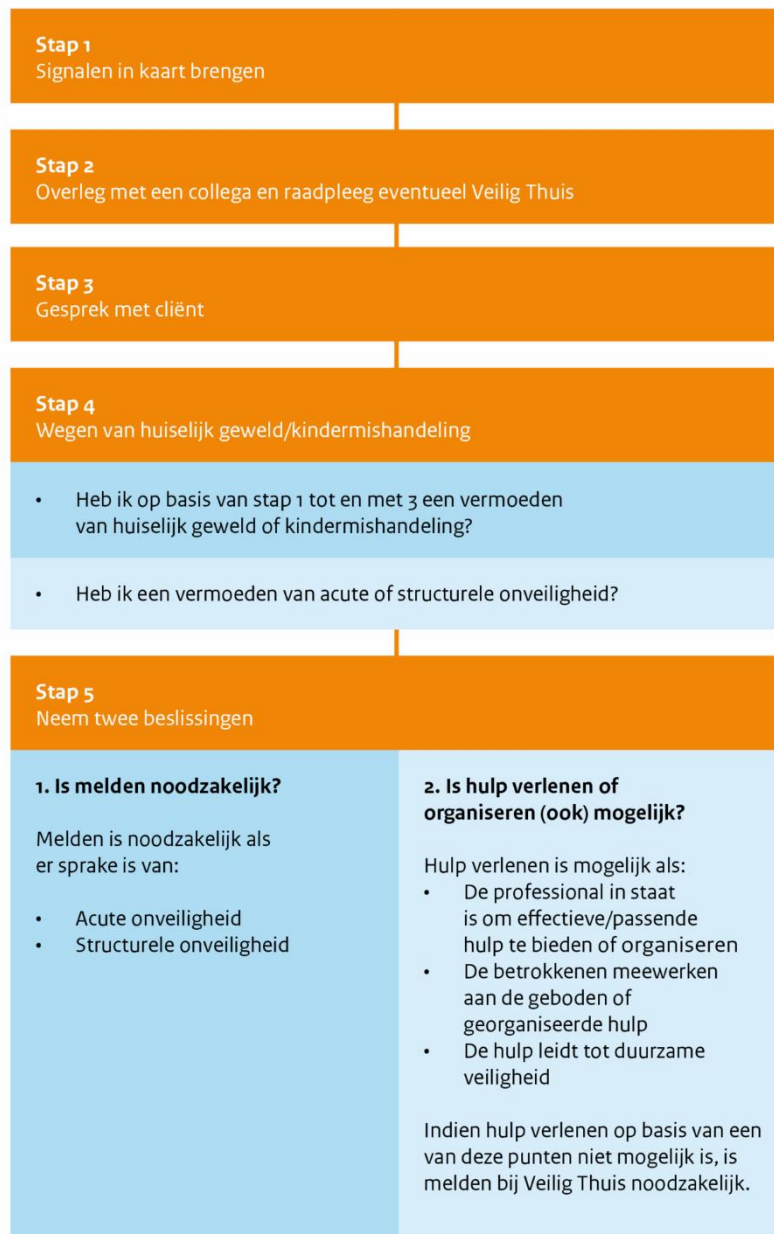 Stap 1
Signalen in kaart brengen
Stap 2
Overleg met een collega en raadpleeg eventueel Veilig Thuis
Stap 3
Gesprek met cliënt
Stap 4
Wegen van huiselijk geweld/kindermishandeling
• Heb ik op basis van stap 1 tot en met 3 een vermoeden
van huiselijk geweld of kindermishandeling?
• Heb ik een vermoeden van acute of structurele onveiligheid?
Stap 5
Neem twee beslissingen
1. Is melden noodzakelijk?
Melden is noodzakelijk als
er sprake is van:
• Acute onveiligheid
• Structurele onveiligheid
2. Is hulp verlenen of
organiseren (ook) mogelijk?
Hulp verlenen is mogelijk als:
• De professional in staat
is om effectieve/passende
hulp te bieden of organiseren
• De betrokkenen meewerken
aan de geboden of
georganiseerde hulp
• De hulp leidt tot duurzame
veiligheid
Indien hulp verlenen op basis van een
van deze punten niet mogelijk is, is
melden bij Veilig Thuis noodzakelijk.